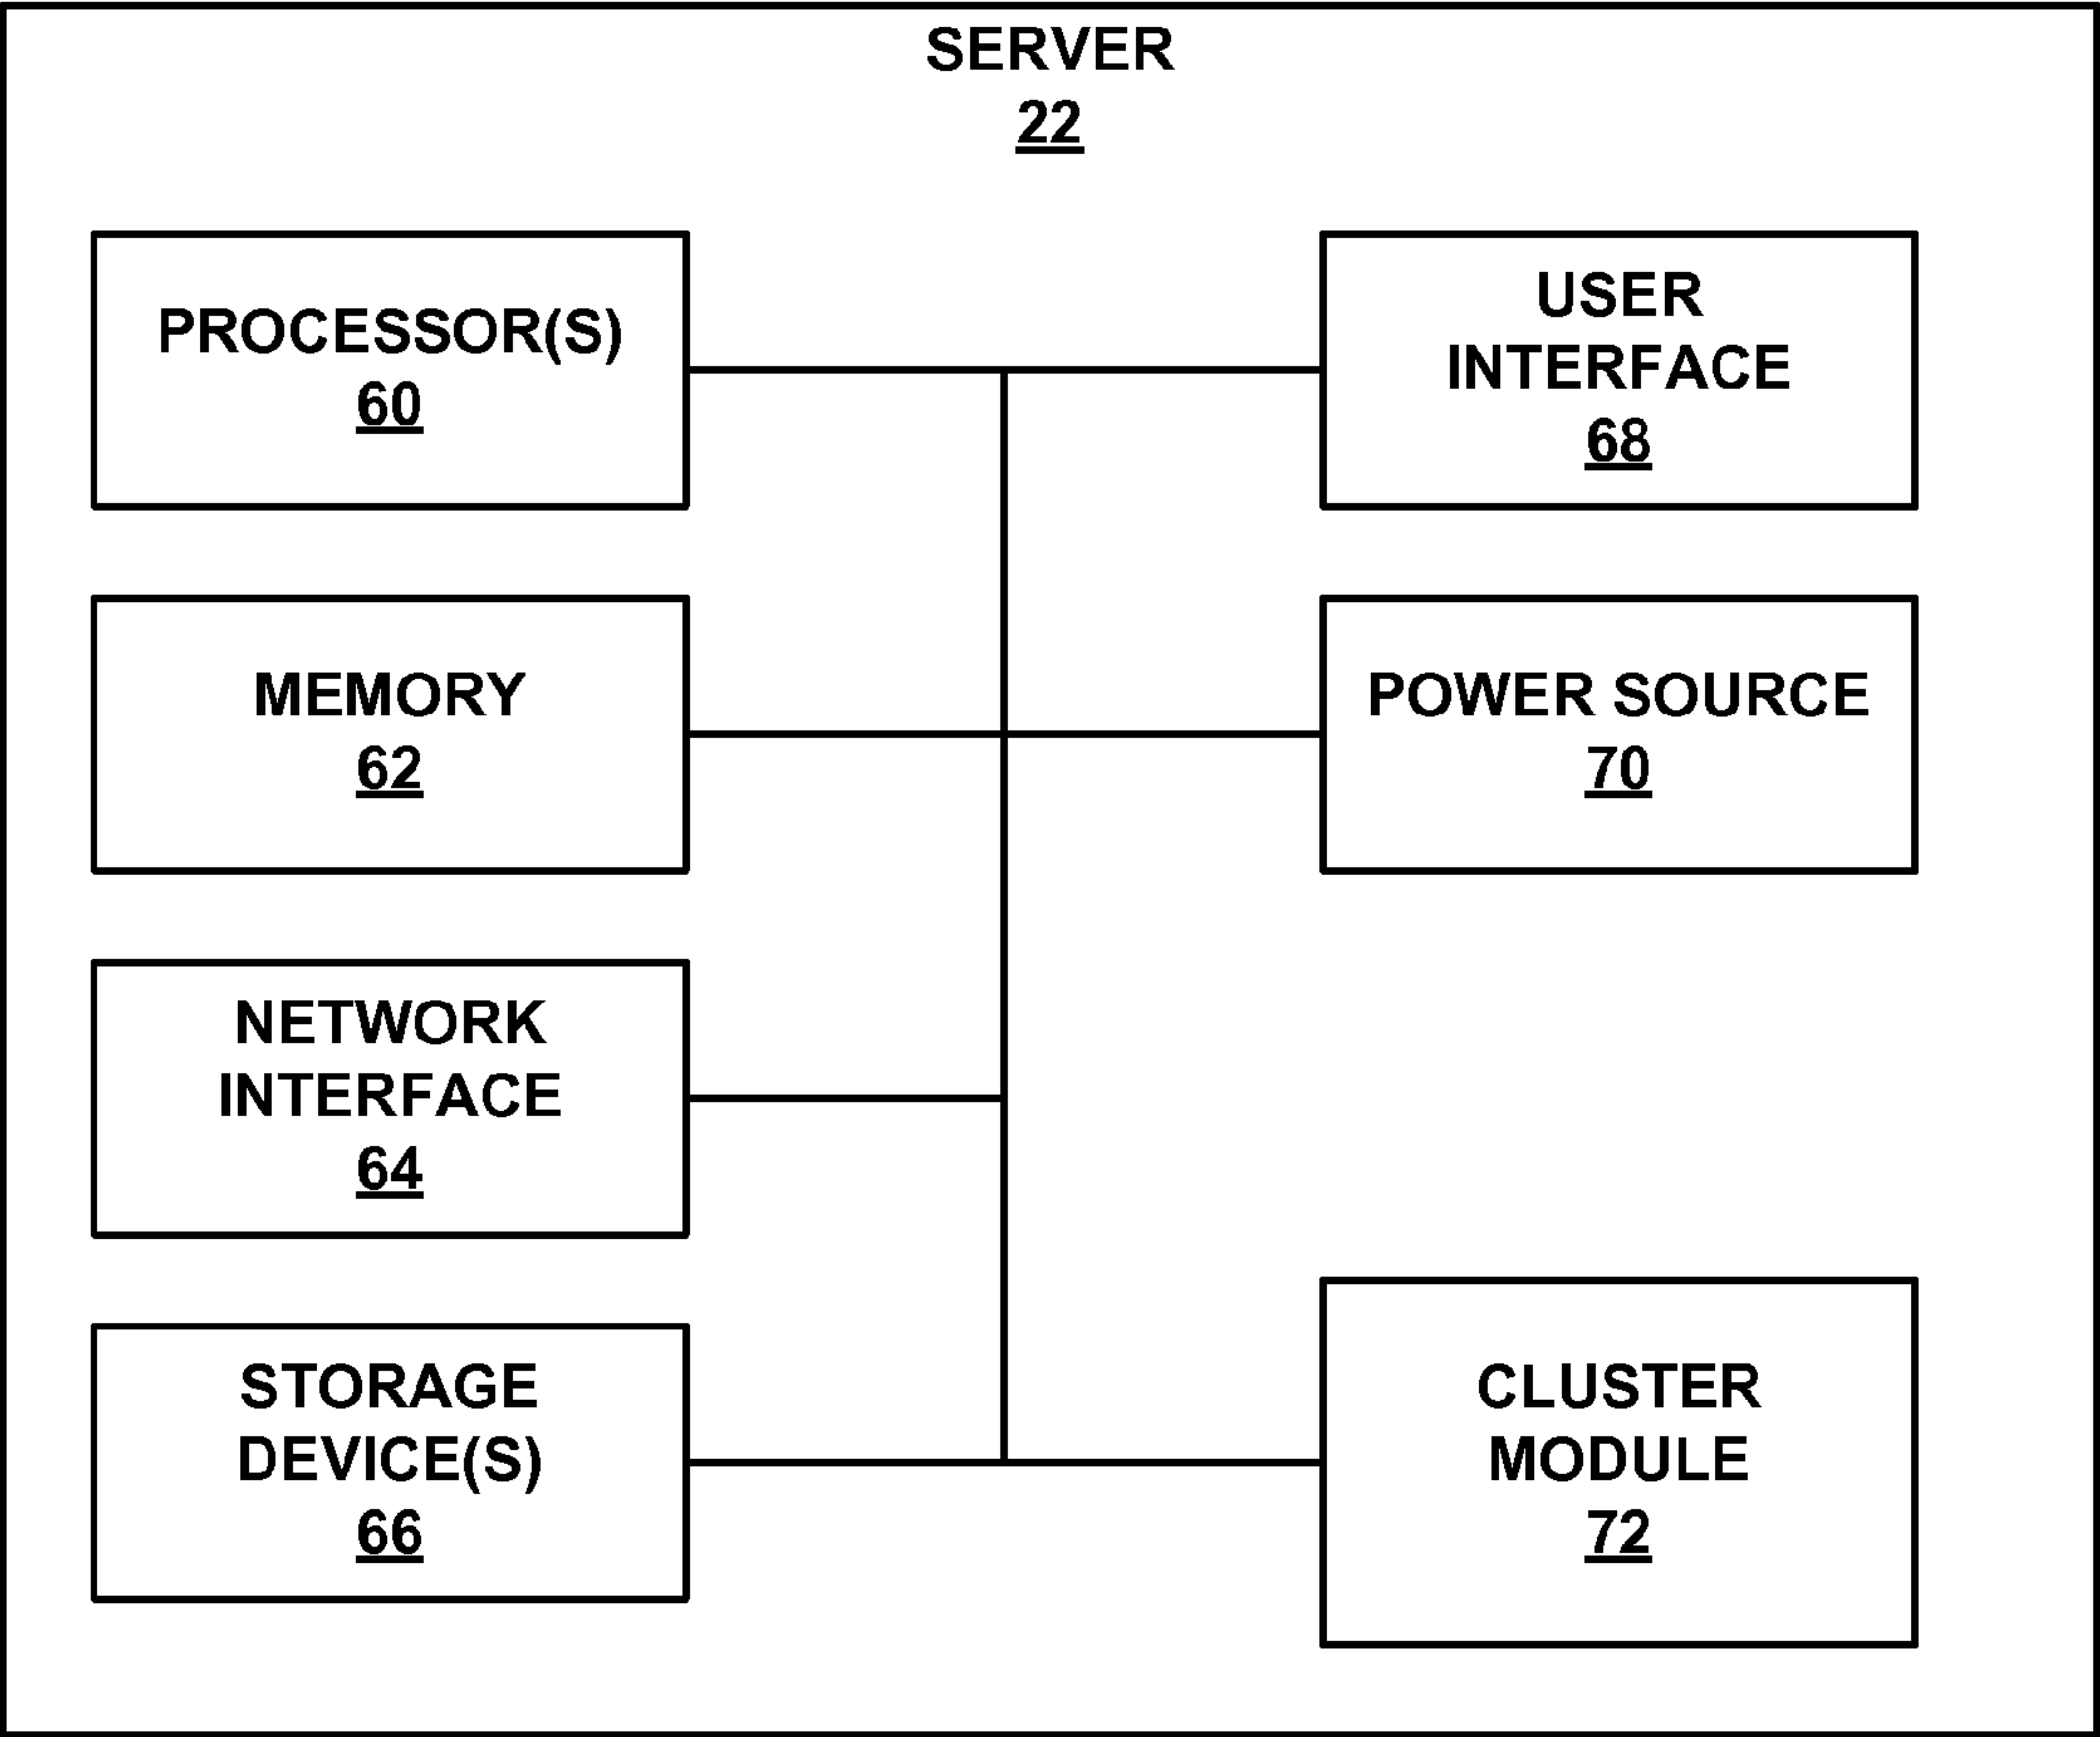 SERVER
22
PROCESSOR(S)
60
USER
INTERFACE
68
MEMORY
62
POWER SOURCE
70
NETWORK
INTERFACE
64
STORAGE
DEVICE(S)
66
CLUSTER
MODULE
72